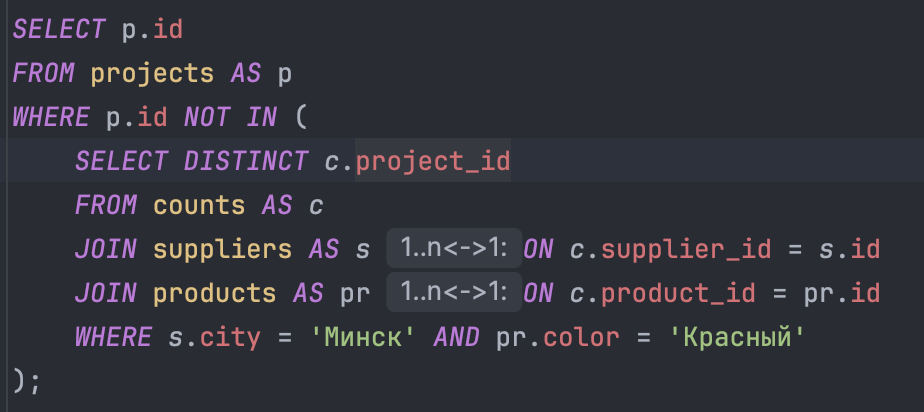 SELECT p.id
FROM projects AS p
WHERE p.id NOT IN (
SELECT DISTINCT c.project_id
FROM counts AS c
JOIN suppliers AS s 1..n<->1: ON c.supplier_id = s.id
JOIN products AS pr 1..n<->1: ON c.product_id = pr.id
WHERE s.city = 'Минск' AND pr.color = 'Красный'
);